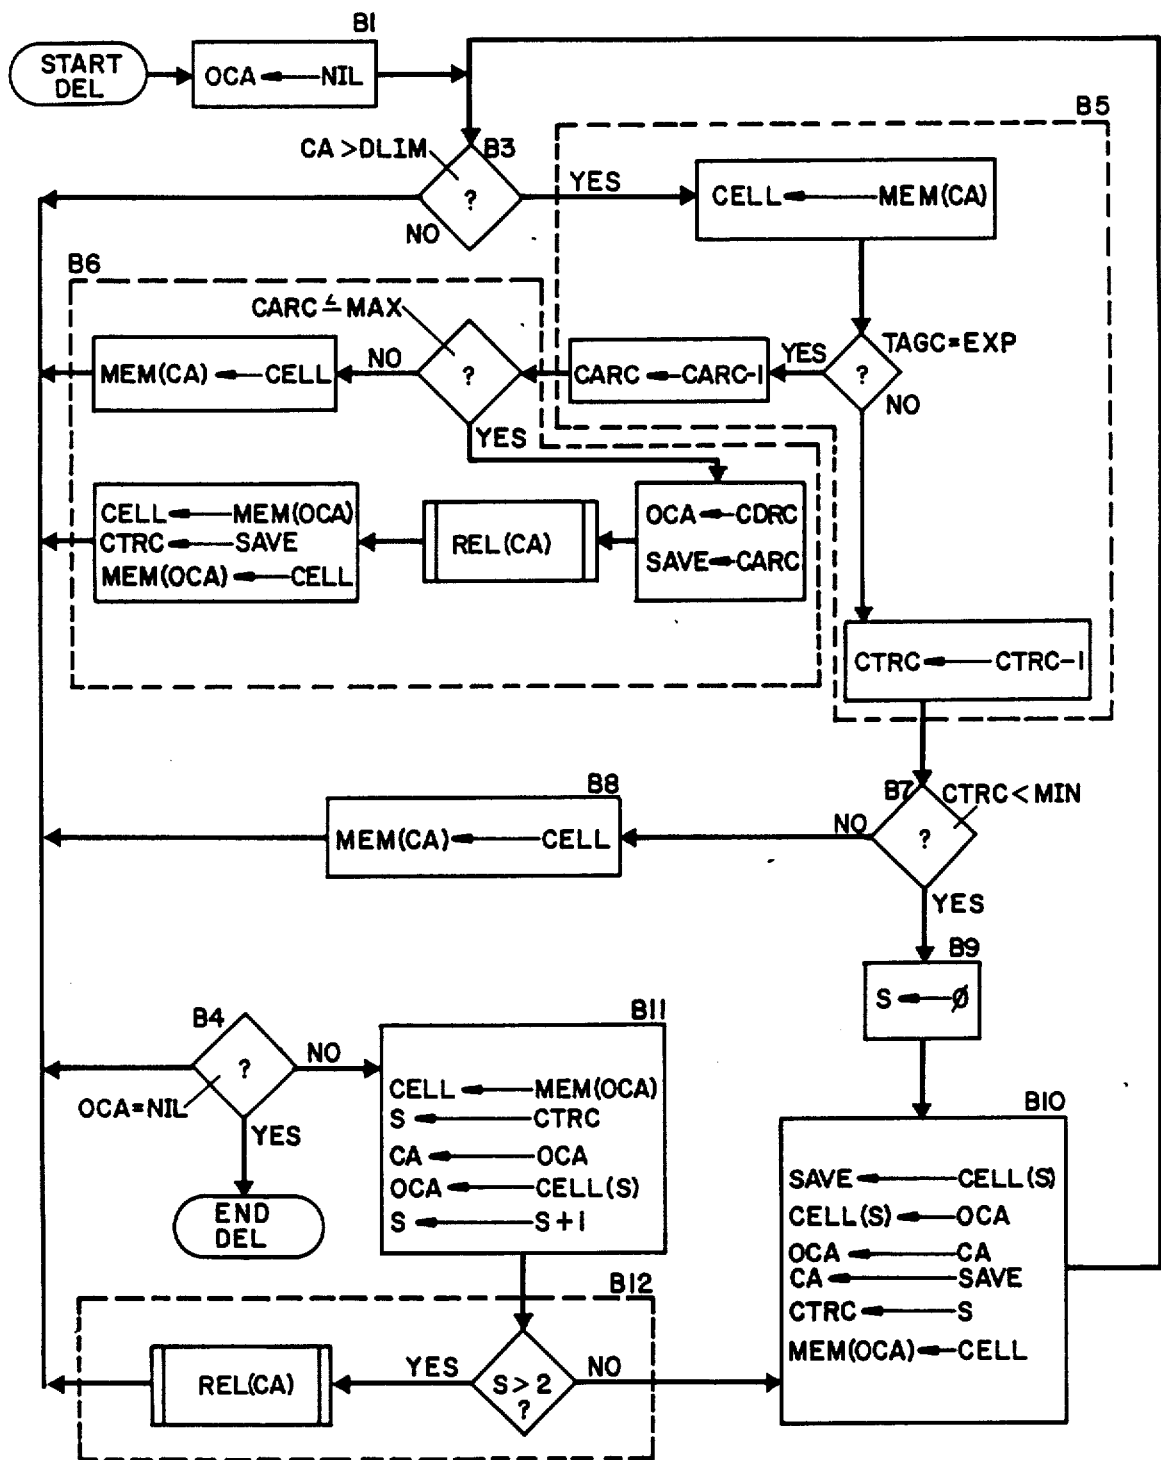 B1
START
DEL
OCA ← NIL
B5
CA > DLIM
B3
?
YES
NO
CELL ← MEM(CA)
B6
CARC ≤ MAX
?
NO
YES
MEM(CA) ← CELL
CARC ← CARC-1
YES
TAGC=EXP
?
NO
CELL ← MEM(OCA)
CTRC ← SAVE
MEM(OCA) ← CELL
REL(CA)
OCA ← CDRC
SAVE ← CARC
CTRC ← CTRC-1
B8
MEM(CA) ← CELL
B7
CTRC < MIN
NO
?
YES
B9
S ← Ø
B4
?
NO
OCA=NIL
YES
END
DEL
B11
CELL ← MEM(OCA)
S ← CTRC
CA ← OCA
OCA ← CELL(S)
S ← S+1
B10
SAVE ← CELL(S)
CELL(S) ← OCA
OCA ← CA
CA ← SAVE
CTRC ← S
MEM(OCA) ← CELL
B12
REL(CA)
YES
S > 2
?
NO